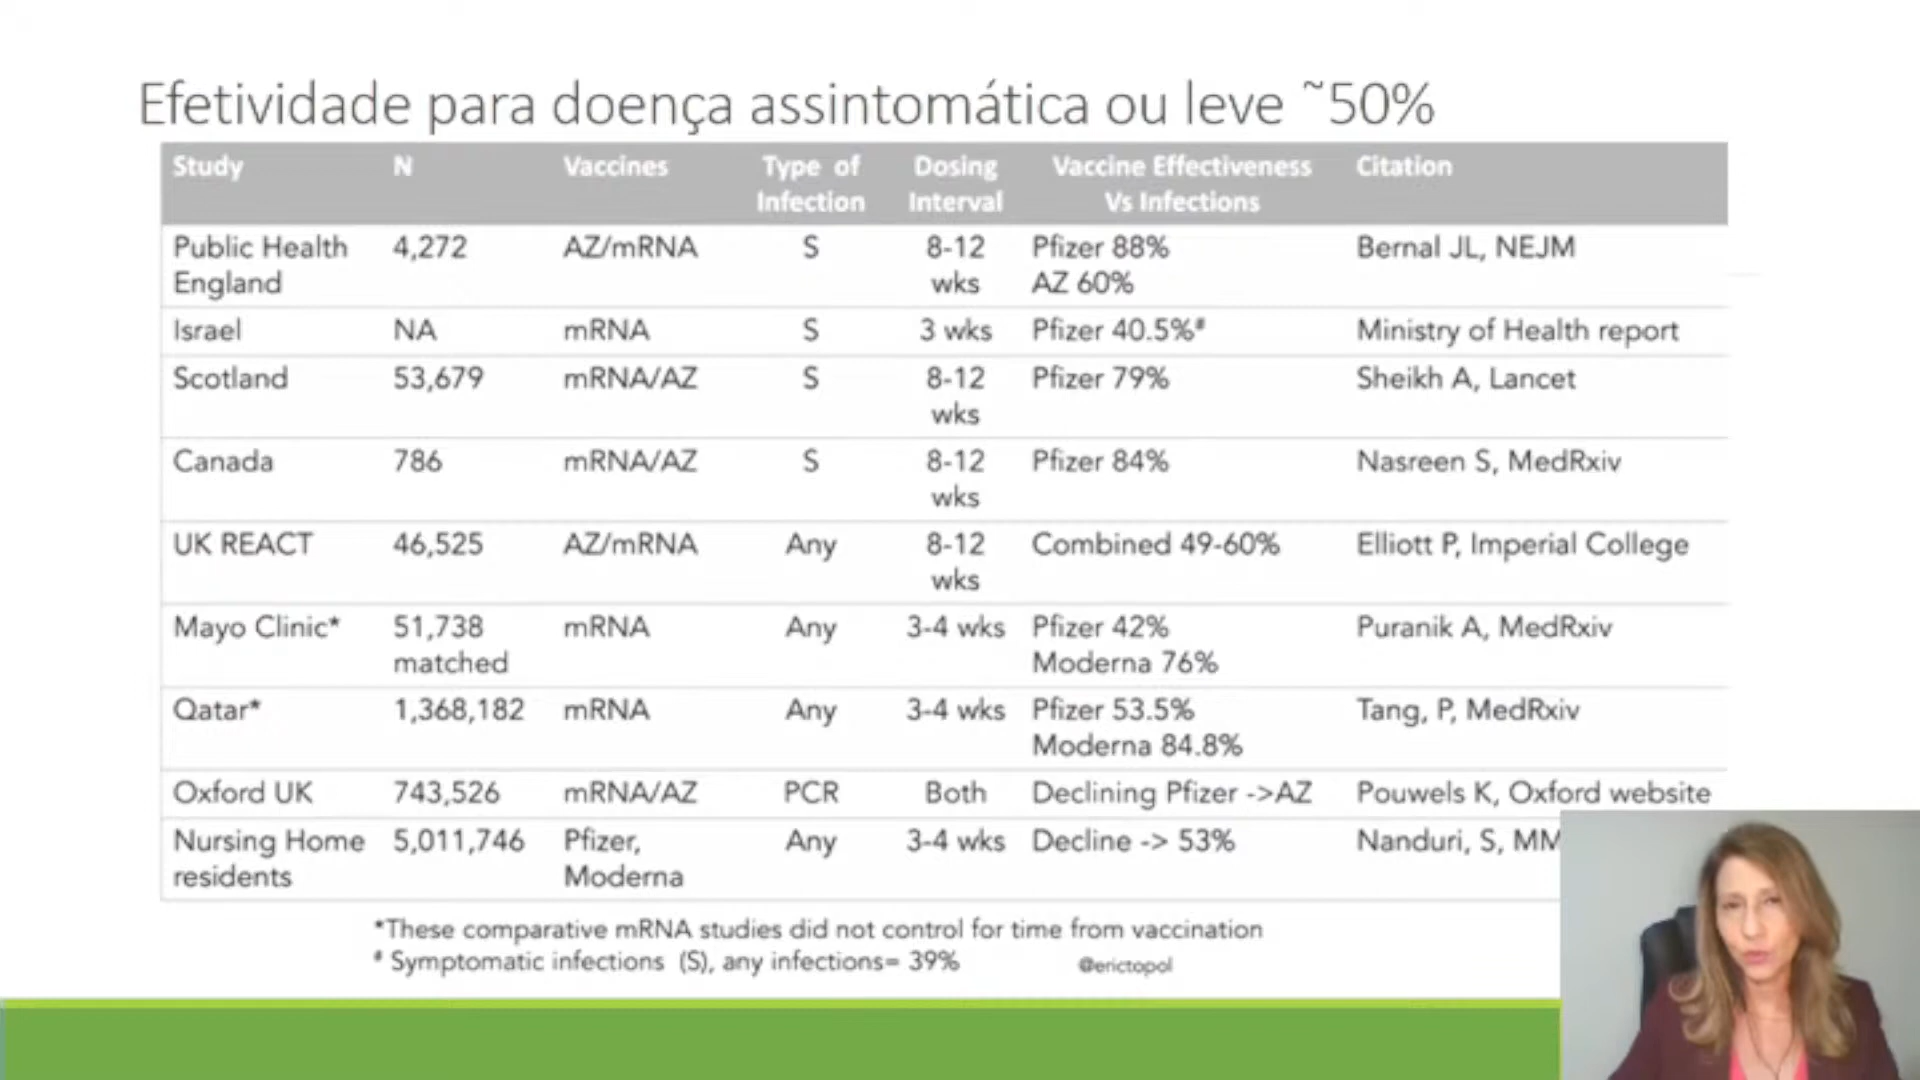 Efetividade para doença assintomática ou leve ~50%
Study N Vaccines Type of Infection Dosing Interval Vaccine Effectiveness Vs Infections Citation
Public Health England 4,272 AZ/mRNA S 8-12 wks Pfizer 88% AZ 60% Bernal JL, NEJM
Israel NA mRNA S 3 wks Pfizer 40.5%# Ministry of Health report
Scotland 53,679 mRNA/AZ S 8-12 wks Pfizer 79% Sheikh A, Lancet
Canada 786 mRNA/AZ S 8-12 wks Pfizer 84% Nasreen S, MedRxiv
UK REACT 46,525 AZ/mRNA Any 8-12 wks Combined 49-60% Elliott P, Imperial College
Mayo Clinic* 51,738 matched mRNA Any 3-4 wks Pfizer 42% Moderna 76% Puranik A, MedRxiv
Qatar* 1,368,182 mRNA Any 3-4 wks Pfizer 53.5% Moderna 84.8% Tang, P, MedRxiv
Oxford UK 743,526 mRNA/AZ PCR Both Declining Pfizer ->AZ Pouwels K, Oxford website
Nursing Home residents 5,011,746 Pfizer, Moderna Any 3-4 wks Decline -> 53% Nanduri, S,
*These comparative mRNA studies did not control for time from vaccination
# Symptomatic infections (S), any infections= 39% @erictopol